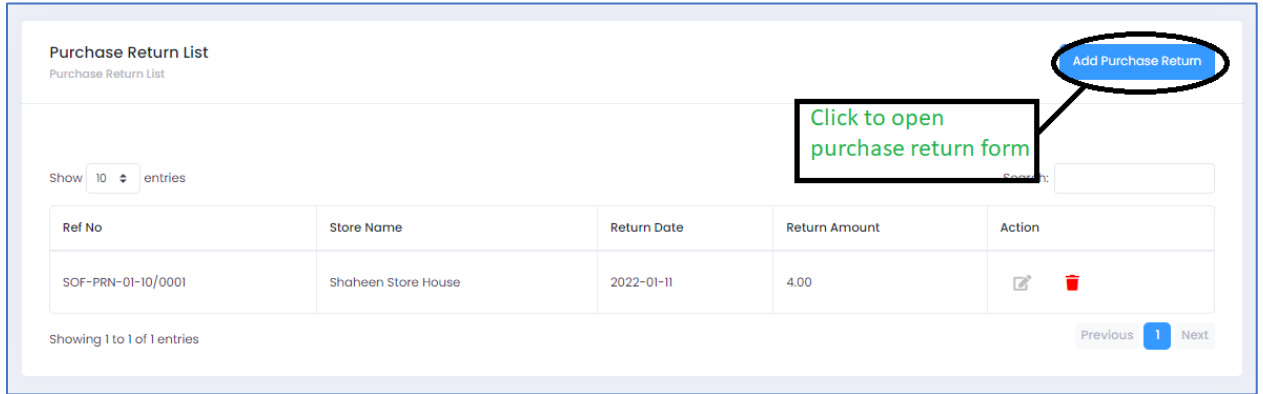 Purchase Return List
Purchase Return List
Add Purchase Return
Click to open
purchase return form
Show 10 entries
Search:
Ref No Store Name Return Date Return Amount Action
SOF-PRN-01-10/0001 Shaheen Store House 2022-01-11 4.00
Showing 1 to 1 of 1 entries
Previous 1 Next